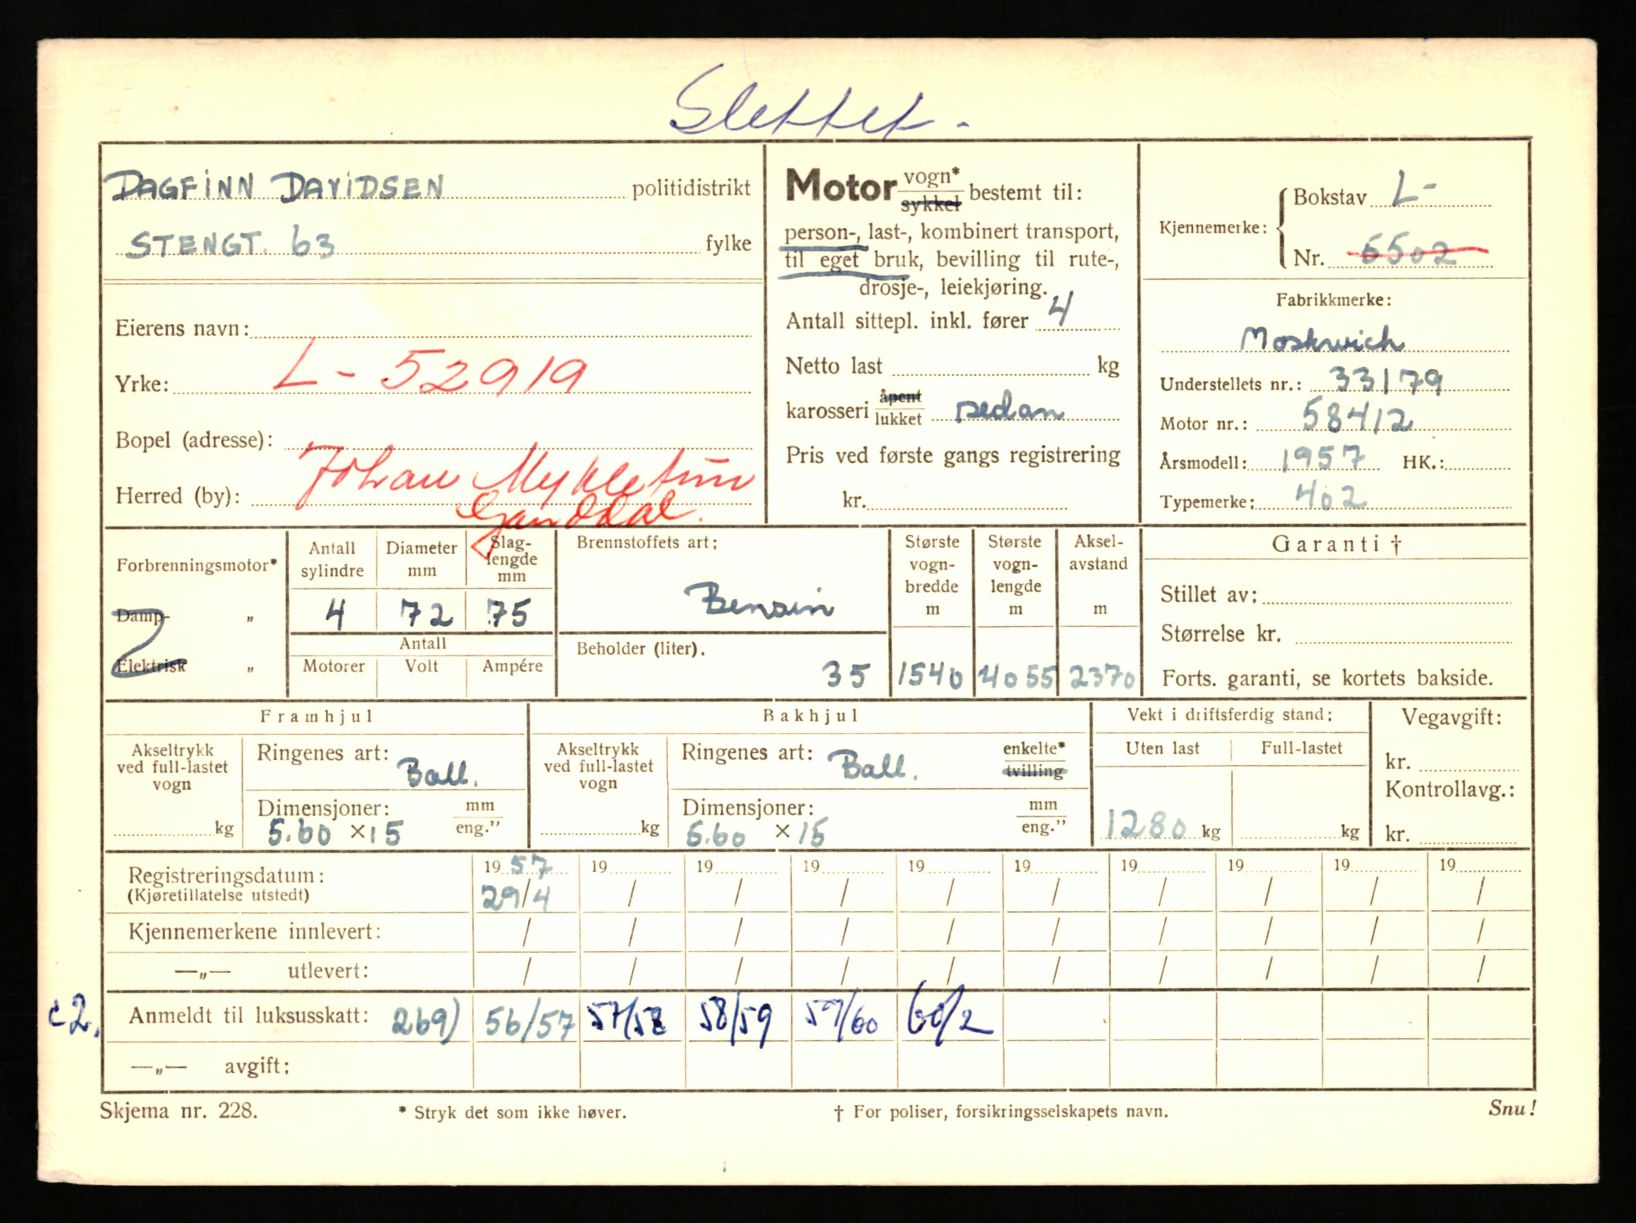 Slettet.
DAGFINN DAVIDSEN politidistrikt
STENGT. 63 fylke
Eierens navn:
Yrke: L - 52919
Bopel (adresse):
Herred (by): Johan Mykletun
Ganddal.
Motor vogn* sykkel bestemt til:
person-, last-, kombinert transport,
til eget bruk, bevilling til rute-,
drosje-, leiekjøring.
Antall sittepl. inkl. fører 4
Netto last kg
karosseri åpent lukket sedan
Pris ved første gangs registrering
kr.
Kjennemerke: Bokstav L-
Nr. 5502
Fabrikkmerke:
Moskwich
Understellets nr.: 33179
Motor nr.: 58412
Årsmodell: 1957 HK.:
Typemerke: 402
Forbrenningsmotor*
Damp- „
Elektrisk „
Antall sylindre
Diameter mm
Slaglengde mm
4 72 75
Antall
Motorer Volt Ampére
Brennstoffets art:
Bensin
Beholder (liter).
35
Største vognbredde m
1540
Største vognlengde m
4055
Akselavstand m
2370
Garanti †
Stillet av:
Størrelse kr.
Forts. garanti, se kortets bakside.
Framhjul
Akseltrykk
ved full-lastet
vogn
kg
Ringenes art:
Ball.
Dimensjoner: mm
5.60 × 15 eng.”
Bakhjul
Akseltrykk
ved full-lastet
vogn
kg
Ringenes art: enkelte*
Ball. tvilling
Dimensjoner: mm
5.60 × 15 eng.”
Vekt i driftsferdig stand:
Uten last Full-lastet
1280 kg kg
Vegavgift:
kr.
Kontrollavg.:
kr.
Registreringsdatum: 19 57 19 19 19 19 19 19 19 19 19
(Kjøretillatelse utstedt) 29/4 / / / / / / / / /
Kjennemerkene innlevert: / / / / / / / / / /
—„— utlevert: / / / / / / / / / /
c2. Anmeldt til luksusskatt: 269) 56/57 57/58 58/59 59/60 60/2
—„— avgift:
Skjema nr. 228. * Stryk det som ikke høver. † For poliser, forsikringsselskapets navn. Snu!